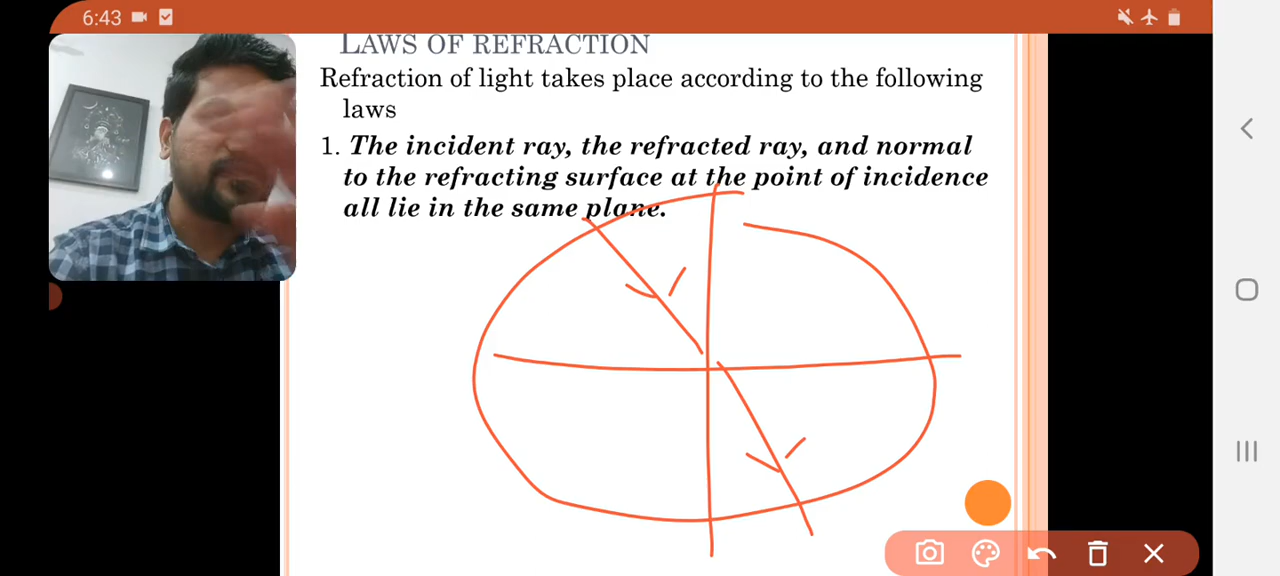 6:43
LAWS OF REFRACTION
Refraction of light takes place according to the following
laws
1. The incident ray, the refracted ray, and normal
to the refracting surface at the point of incidence
all lie in the same plane.